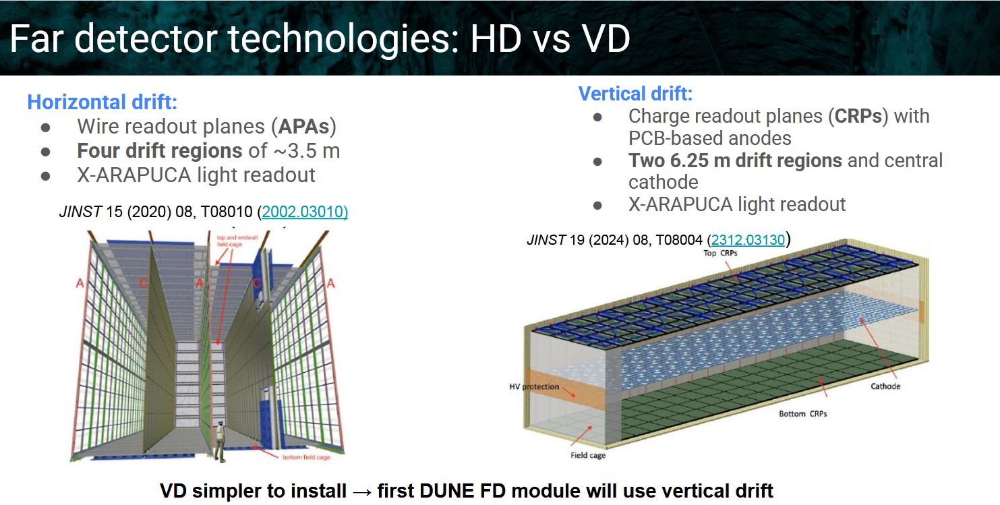 Far detector technologies: HD vs VD
Horizontal drift:
● Wire readout planes (APAs)
● Four drift regions of ~3.5 m
● X-ARAPUCA light readout
JINST 15 (2020) 08, T08010 (2002.03010)
top and endwall
field cage
A
C
A
C
A
bottom field cage
Vertical drift:
● Charge readout planes (CRPs) with
PCB-based anodes
● Two 6.25 m drift regions and central
cathode
● X-ARAPUCA light readout
JINST 19 (2024) 08, T08004 (2312.03130)
Top CRPs
HV protection
Cathode
Bottom CRPs
Field cage
VD simpler to install → first DUNE FD module will use vertical drift